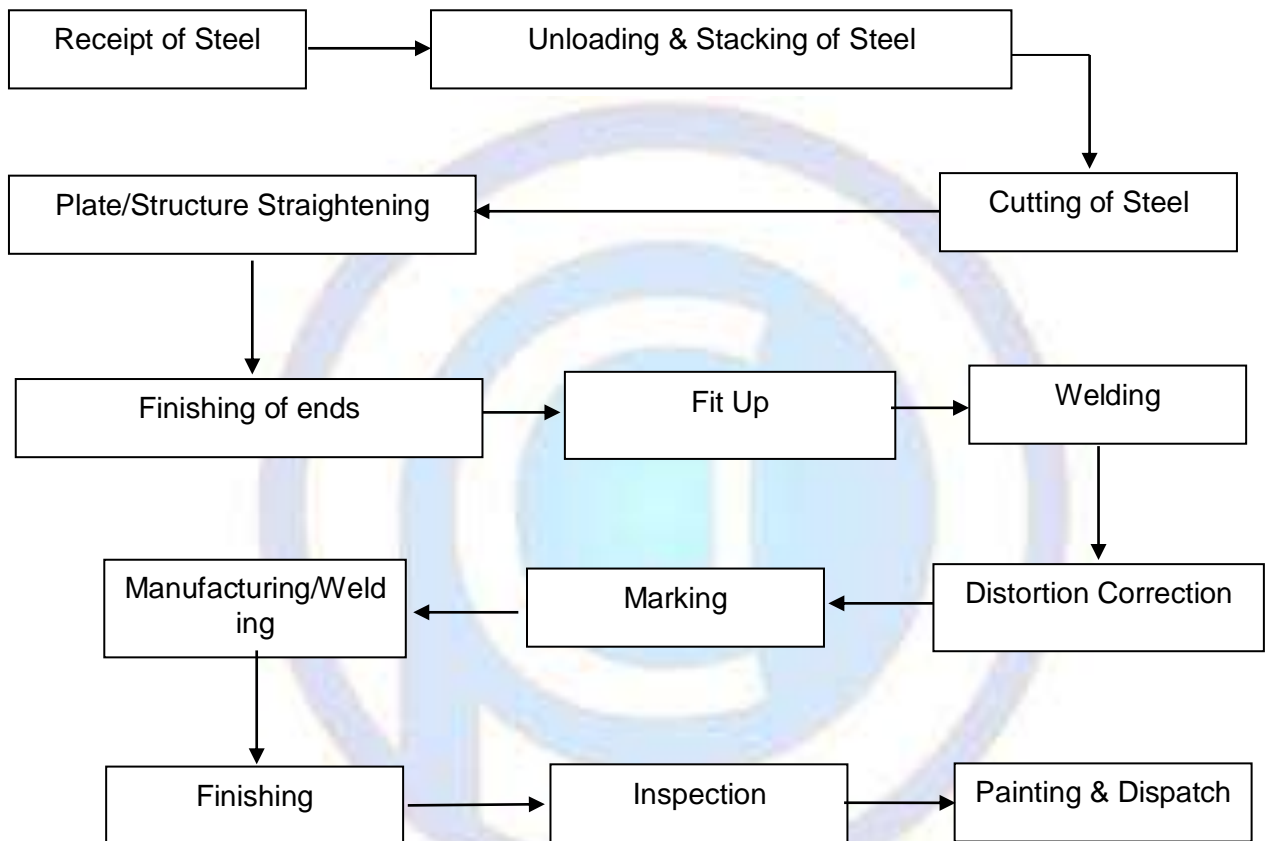 Receipt of Steel
Unloading & Stacking of Steel
Cutting of Steel
Plate/Structure Straightening
Finishing of ends
Fit Up
Welding
Distortion Correction
Marking
Manufacturing/Weld
ing
Finishing
Inspection
Painting & Dispatch